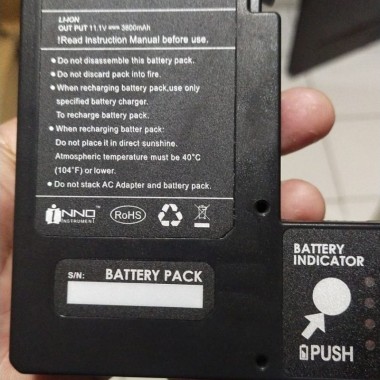 LI-ION
OUT PUT 11.1V 3800mAh
!Read Instruction Manual before use.
• Do not disassemble this battery pack.
• Do not discard pack into fire.
• When recharging battery pack,use only
specified battery charger.
To recharge battery pack.
• When recharging batter pack:
Do not place it in direct sunshine.
Atmospheric temperature must be 40°C
(104°F) or lower.
• Do not stack AC Adapter and battery pack.
iNNO™
INSTRUMENT
RoHS
S/N: BATTERY PACK
BATTERY
INDICATOR
PUSH